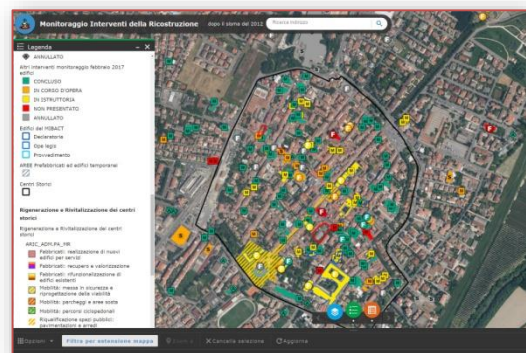 Monitoraggio Interventi della Ricostruzione dopo il sisma del 2012
Ricerca Indirizzo
Legenda
ANNULLATO
Altri interventi monitoraggio febbraio 2017
edifici
CONCLUSO
IN CORSO D'OPERA
IN ISTRUTTORIA
NON PRESENTATO
ANNULLATO
Edifici del MIBACT
Declaratorie
Ope legis
Provvedimento
AREE Prefabbricati ed edifici temporanei
Centri Storici
Rigenerazione e Rivitalizzazione dei centri
storici
Rigenerazione e Rivitalizzazione dei centri
storici
Fabbricati: realizzazione di nuovi
edifici per servizi
Fabbricati: recupero e valorizzazione
Fabbricati: rifunzionalizzazione di
edifici esistenti
Mobilità: messa in sicurezza e
riprogettazione della viabilità
Mobilità: parcheggi e aree sosta
Mobilità: percorsi ciclopedonali
Riqualificazione spazi pubblici:
pavimentazioni e arredi
Opzioni
Filtra per estensione mappa
Cancella selezione
Aggiorna